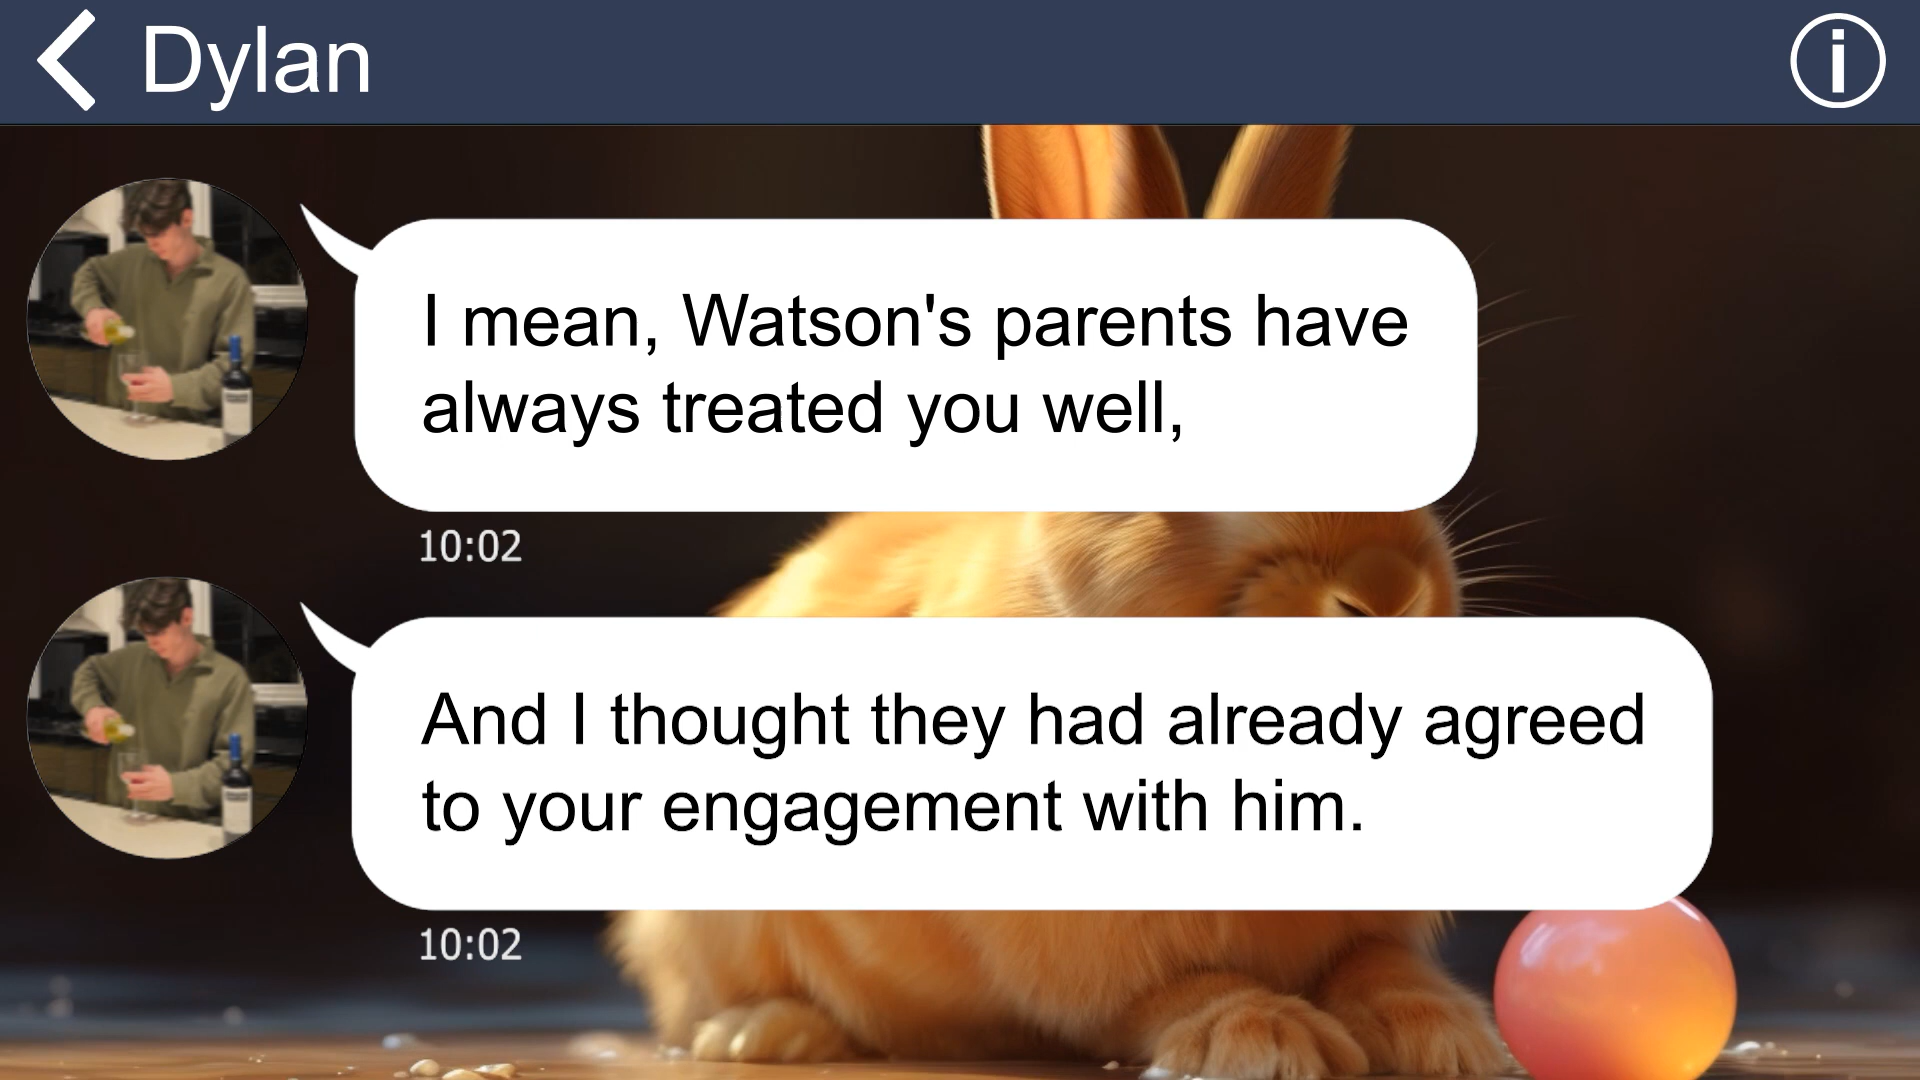 Dylan
I mean, Watson's parents have
always treated you well,
10:02
And I thought they had already agreed
to your engagement with him.
10:02